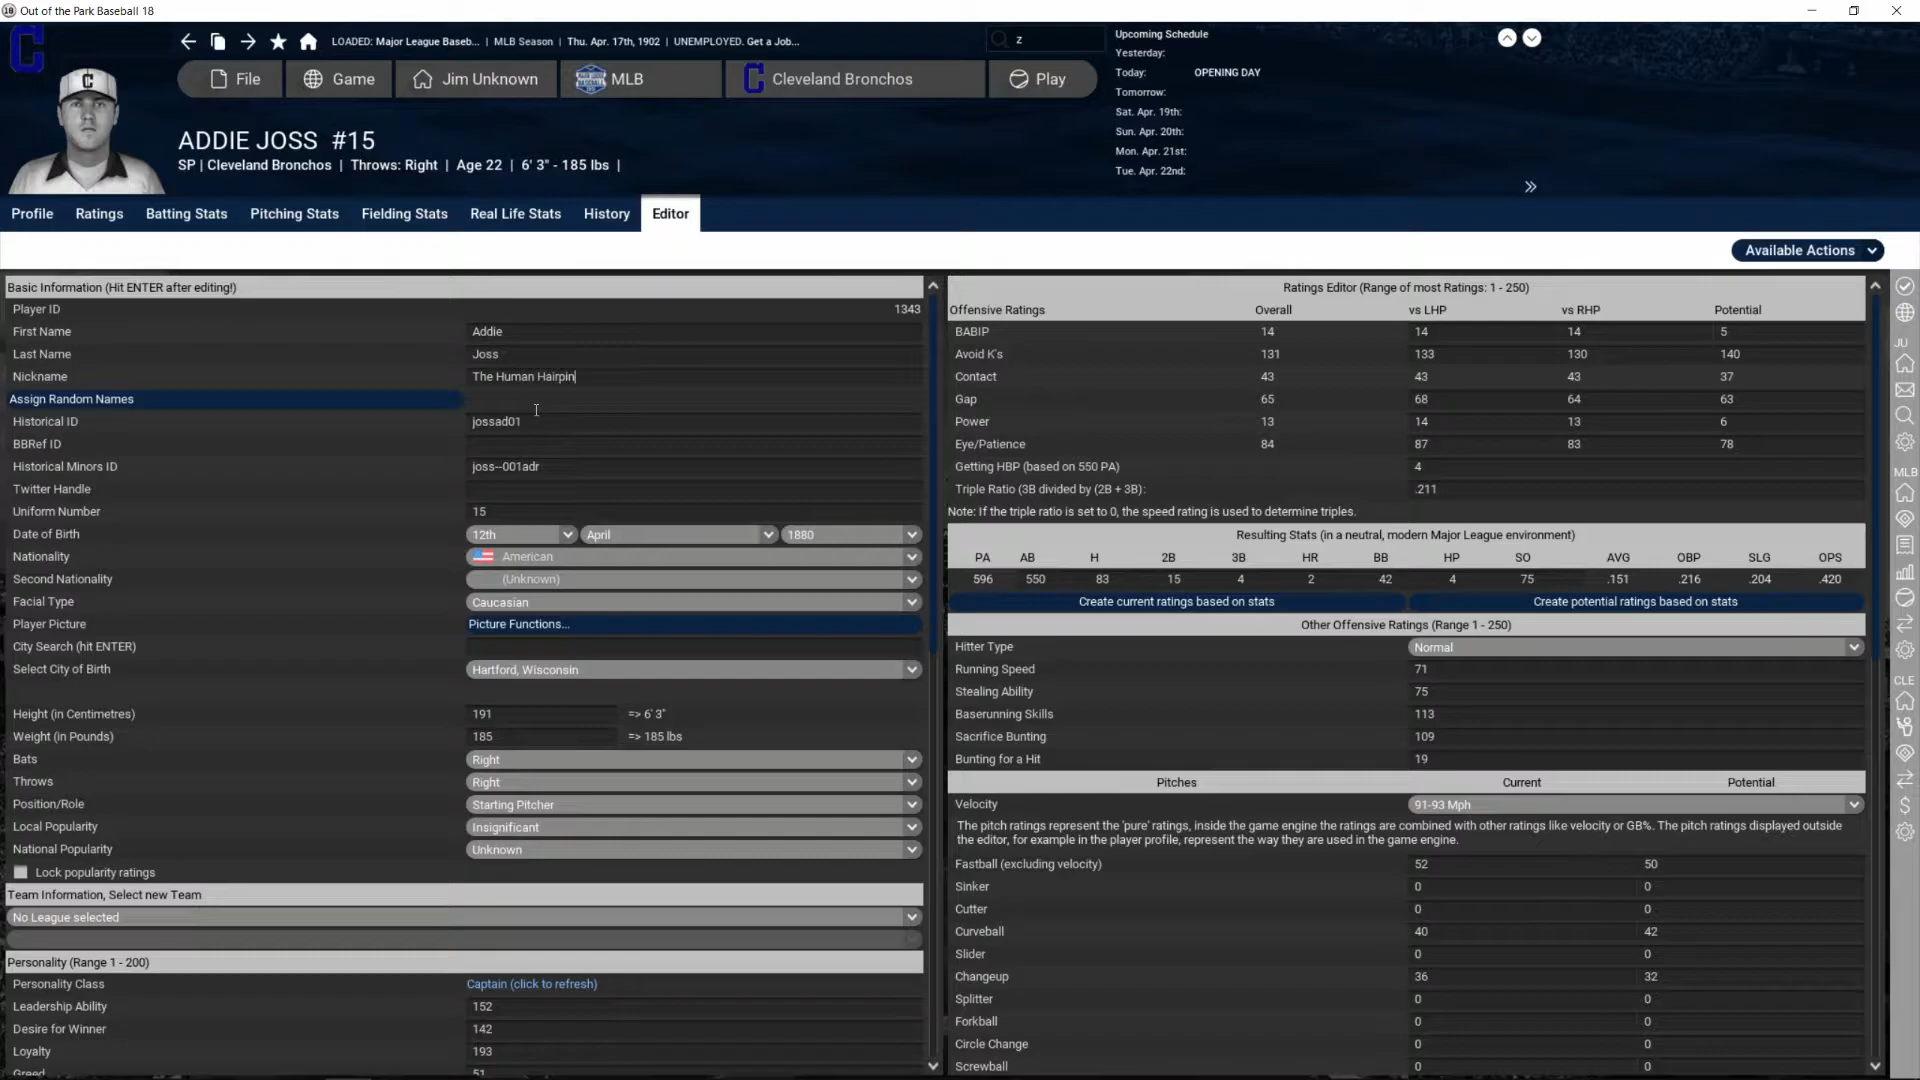 Out of the Park Baseball 18
LOADED: Major League Baseb... | MLB Season | Thu. Apr. 17th, 1902 | UNEMPLOYED. Get a Job...
z
File
Game
Jim Unknown
MLB
Cleveland Bronchos
Play
Upcoming Schedule
Yesterday:
Today: OPENING DAY
Tomorrow:
Sat. Apr. 19th:
Sun. Apr. 20th:
Mon. Apr. 21st:
Tue. Apr. 22nd:
ADDIE JOSS #15
SP | Cleveland Bronchos | Throws: Right | Age 22 | 6' 3" - 185 lbs |
Profile Ratings Batting Stats Pitching Stats Fielding Stats Real Life Stats History Editor
Available Actions
Basic Information (Hit ENTER after editing!)
Player ID 1343
First Name Addie
Last Name Joss
Nickname The Human Hairpin
Assign Random Names
Historical ID jossad01
BBRef ID
Historical Minors ID joss--001adr
Twitter Handle
Uniform Number 15
Date of Birth 12th April 1880
Nationality American
Second Nationality (Unknown)
Facial Type Caucasian
Player Picture Picture Functions...
City Search (hit ENTER)
Select City of Birth Hartford, Wisconsin
Height (in Centimetres) 191 => 6' 3"
Weight (in Pounds) 185 => 185 lbs
Bats Right
Throws Right
Position/Role Starting Pitcher
Local Popularity Insignificant
National Popularity Unknown
Lock popularity ratings
Team Information, Select new Team
No League selected
Personality (Range 1 - 200)
Personality Class Captain (click to refresh)
Leadership Ability 152
Desire for Winner 142
Loyalty 193
Greed 51
Ratings Editor (Range of most Ratings: 1 - 250)
Offensive Ratings Overall vs LHP vs RHP Potential
BABIP 14 14 14 5
Avoid K's 131 133 130 140
Contact 43 43 43 37
Gap 65 68 64 63
Power 13 14 13 6
Eye/Patience 84 87 83 78
Getting HBP (based on 550 PA) 4
Triple Ratio (3B divided by (2B + 3B): .211
Note: If the triple ratio is set to 0, the speed rating is used to determine triples.
Resulting Stats (in a neutral, modern Major League environment)
PA AB H 2B 3B HR BB HP SO AVG OBP SLG OPS
596 550 83 15 4 2 42 4 75 .151 .216 .204 .420
Create current ratings based on stats Create potential ratings based on stats
Other Offensive Ratings (Range 1 - 250)
Hitter Type Normal
Running Speed 71
Stealing Ability 75
Baserunning Skills 113
Sacrifice Bunting 109
Bunting for a Hit 19
Pitches Current Potential
Velocity 91-93 Mph
The pitch ratings represent the 'pure' ratings, inside the game engine the ratings are combined with other ratings like velocity or GB%. The pitch ratings displayed outside
the editor, for example in the player profile, represent the way they are used in the game engine.
Fastball (excluding velocity) 52 50
Sinker 0 0
Cutter 0 0
Curveball 40 42
Slider 0 0
Changeup 36 32
Splitter 0 0
Forkball 0 0
Circle Change 0 0
Screwball 0 0
JU
MLB
CLE